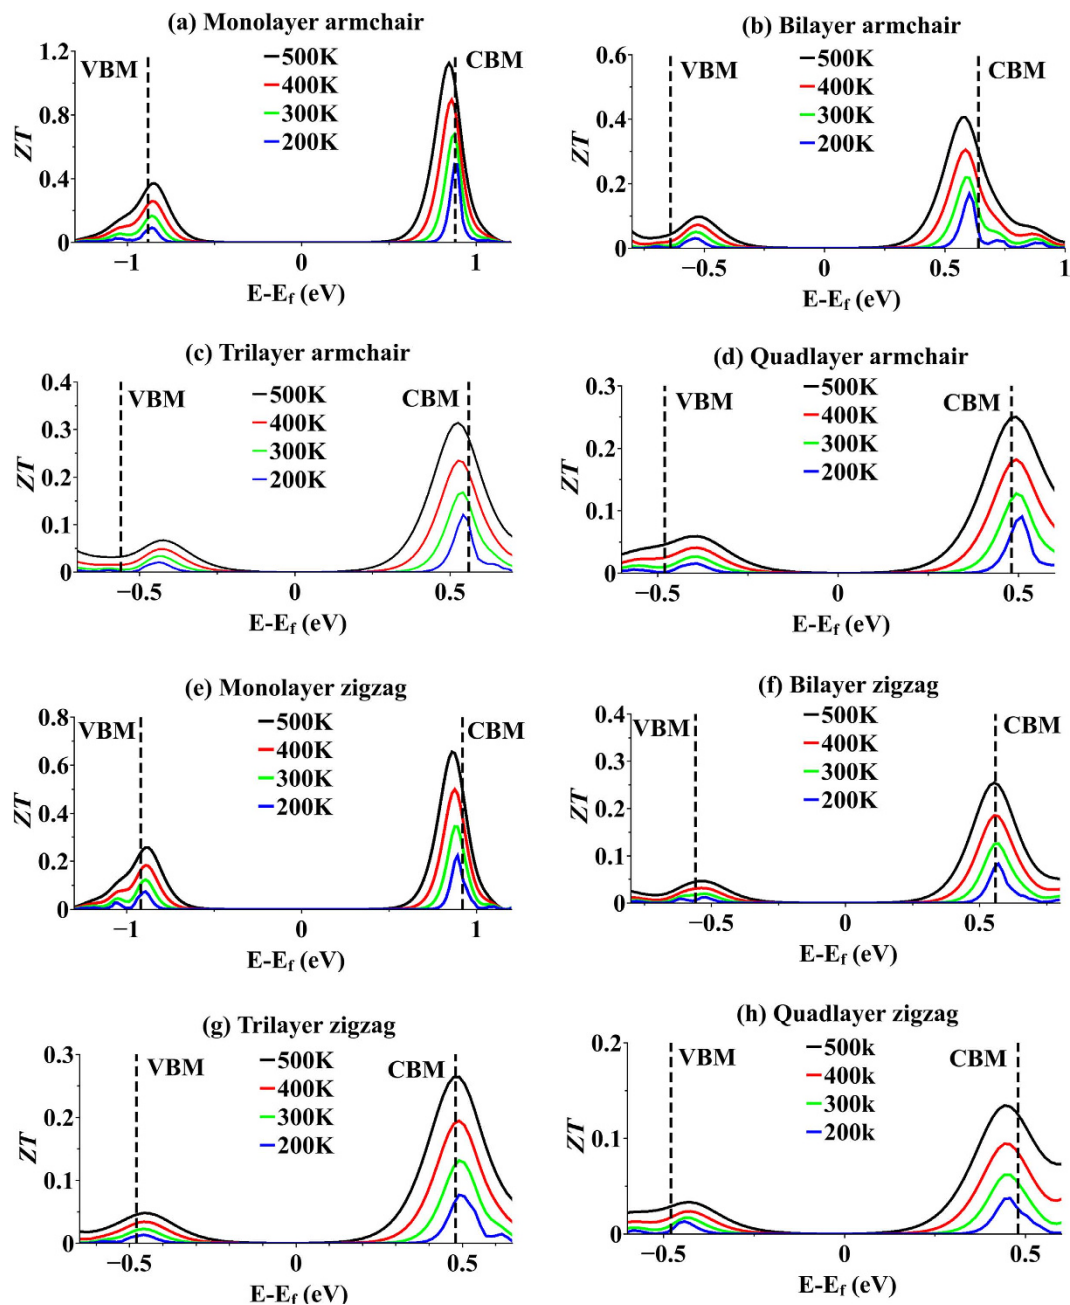 (a) Monolayer armchair
1.2
0.8
0.4
0
ZT
VBM
CBM
500K
400K
300K
200K
−1
0
1
E-Ef (eV)
(b) Bilayer armchair
0.6
0.4
0.2
0
ZT
VBM
CBM
500K
400K
300K
200K
−0.5
0
0.5
1
E-Ef (eV)
(c) Trilayer armchair
0.4
0.3
0.2
0.1
0
ZT
VBM
CBM
500K
400K
300K
200K
−0.5
0
0.5
E-Ef (eV)
(d) Quadlayer armchair
0.3
0.2
0.1
0
ZT
VBM
CBM
500K
400K
300K
200K
−0.5
0
0.5
E-Ef (eV)
(e) Monolayer zigzag
0.8
0.6
0.4
0.2
0
ZT
VBM
CBM
500K
400K
300K
200K
−1
0
1
E-Ef (eV)
(f) Bilayer zigzag
0.4
0.3
0.2
0.1
0
ZT
VBM
CBM
500K
400K
300K
200K
−0.5
0
0.5
E-Ef (eV)
(g) Trilayer zigzag
0.3
0.2
0.1
0
ZT
VBM
CBM
500K
400K
300K
200K
−0.5
0
0.5
E-Ef (eV)
(h) Quadlayer zigzag
0.2
0.1
0
ZT
VBM
CBM
500k
400k
300k
200k
−0.5
0
0.5
E-Ef (eV)